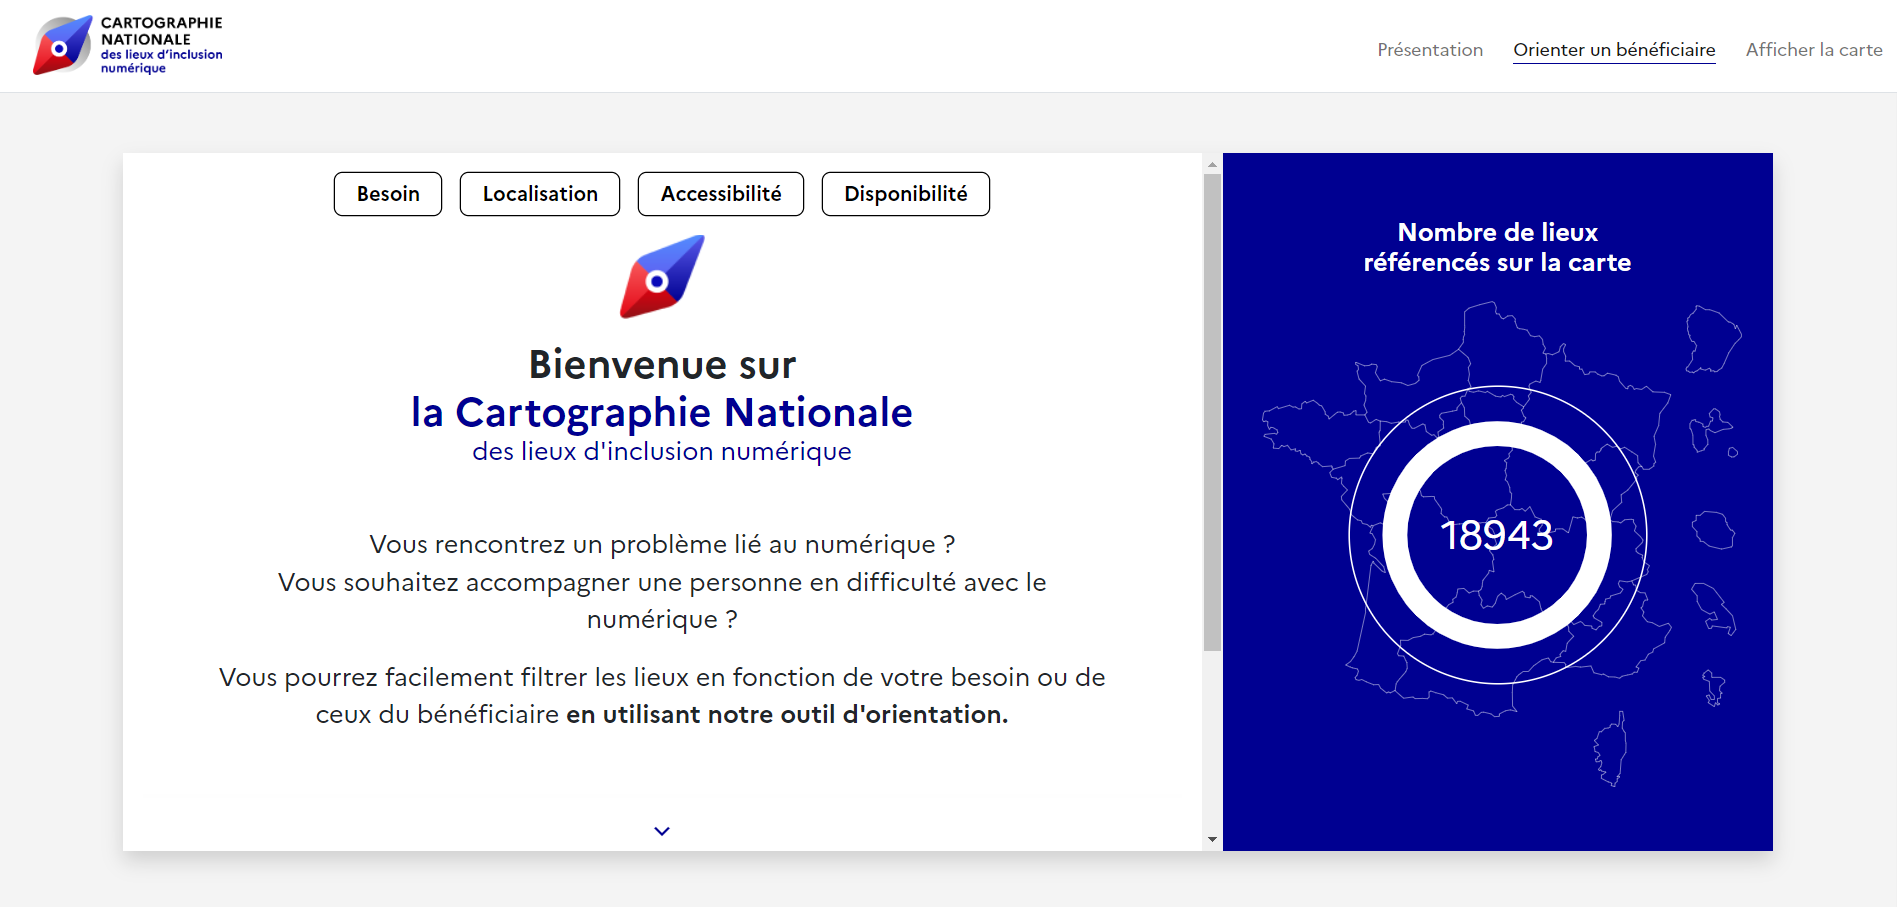 CARTOGRAPHIE
NATIONALE
des lieux d'inclusion
numérique
Présentation
Orienter un bénéficiaire
Afficher la carte
Besoin
Localisation
Accessibilité
Disponibilité
Bienvenue sur
la Cartographie Nationale
des lieux d'inclusion numérique
Vous rencontrez un problème lié au numérique ?
Vous souhaitez accompagner une personne en difficulté avec le
numérique ?
Vous pourrez facilement filtrer les lieux en fonction de votre besoin ou de
ceux du bénéficiaire en utilisant notre outil d'orientation.
Nombre de lieux
référencés sur la carte
18943